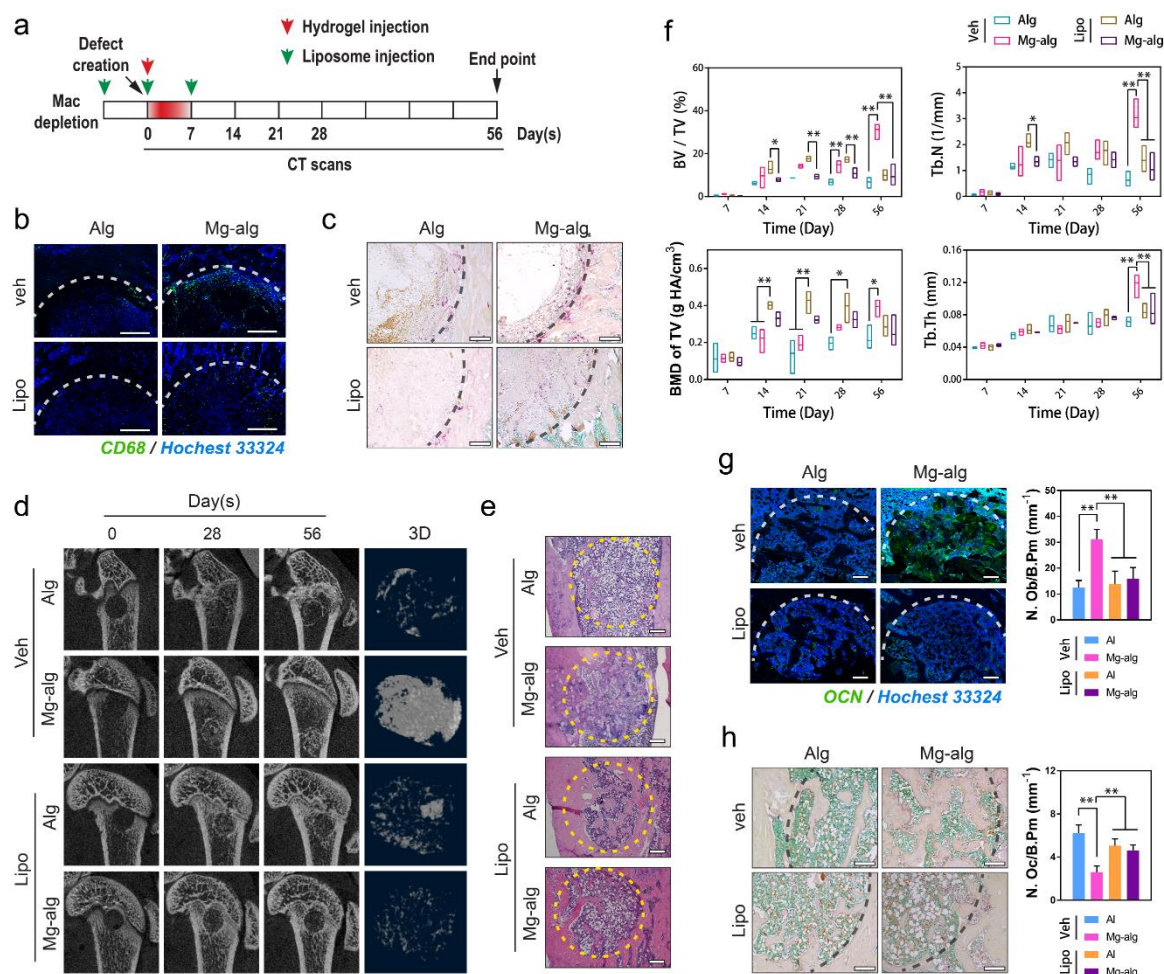 a
Hydrogel injection
Liposome injection
Defect
creation
End point
Mac
depletion
0 7 14 21 28 56 Day(s)
CT scans
b
Alg Mg-alg
veh
Lipo
CD68 / Hochest 33324
c
Alg Mg-alg
veh
Lipo
d
Day(s)
0 28 56 3D
Veh
Alg
Mg-alg
Lipo
Alg
Mg-alg
e
Veh
Alg
Mg-alg
Lipo
Alg
Mg-alg
f
Veh
Alg
Mg-alg
Lipo
Alg
Mg-alg
BV / TV (%)
60
40
20
0
* ** ** ** ** **
7 14 21 28 56
Time (Day)
Tb.N (1/mm)
5
4
3
2
1
0
* ** **
7 14 21 28 56
Time (Day)
BMD of TV (g HA/cm³)
0.6
0.4
0.2
0.0
** ** * *
7 14 21 28 56
Time (Day)
Tb.Th (mm)
0.16
0.12
0.08
0.04
0.00
** **
7 14 21 28 56
Time (Day)
g
Alg Mg-alg
veh
Lipo
OCN / Hochest 33324
N. Ob/B.Pm (mm⁻¹)
50
40
30
20
10
0
** **
Veh
Al
Mg-alg
Lipo
Al
Mg-alg
h
Alg Mg-alg
veh
Lipo
N. Oc/B.Pm (mm⁻¹)
12
9
6
3
0
** **
Veh
Al
Mg-alg
Lipo
Al
Mg-alg